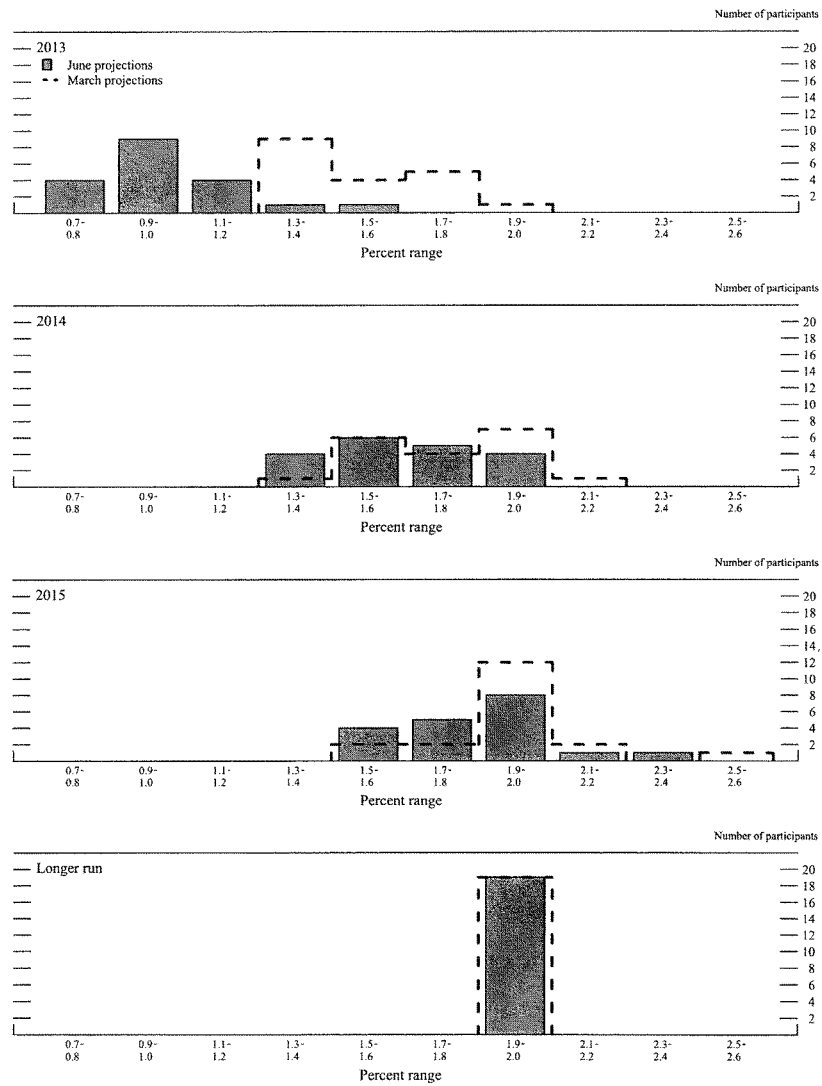 Number of participants
2013
June projections
March projections
20
18
16
14
12
10
8
6
4
2
0.7- 0.9- 1.1- 1.3- 1.5- 1.7- 1.9- 2.1- 2.3- 2.5-
0.8 1.0 1.2 1.4 1.6 1.8 2.0 2.2 2.4 2.6
Percent range
Number of participants
2014
20
18
16
14
12
10
8
6
4
2
0.7- 0.9- 1.1- 1.3- 1.5- 1.7- 1.9- 2.1- 2.3- 2.5-
0.8 1.0 1.2 1.4 1.6 1.8 2.0 2.2 2.4 2.6
Percent range
Number of participants
2015
20
18
16
14
12
10
8
6
4
2
0.7- 0.9- 1.1- 1.3- 1.5- 1.7- 1.9- 2.1- 2.3- 2.5-
0.8 1.0 1.2 1.4 1.6 1.8 2.0 2.2 2.4 2.6
Percent range
Number of participants
Longer run
20
18
16
14
12
10
8
6
4
2
0.7- 0.9- 1.1- 1.3- 1.5- 1.7- 1.9- 2.1- 2.3- 2.5-
0.8 1.0 1.2 1.4 1.6 1.8 2.0 2.2 2.4 2.6
Percent range